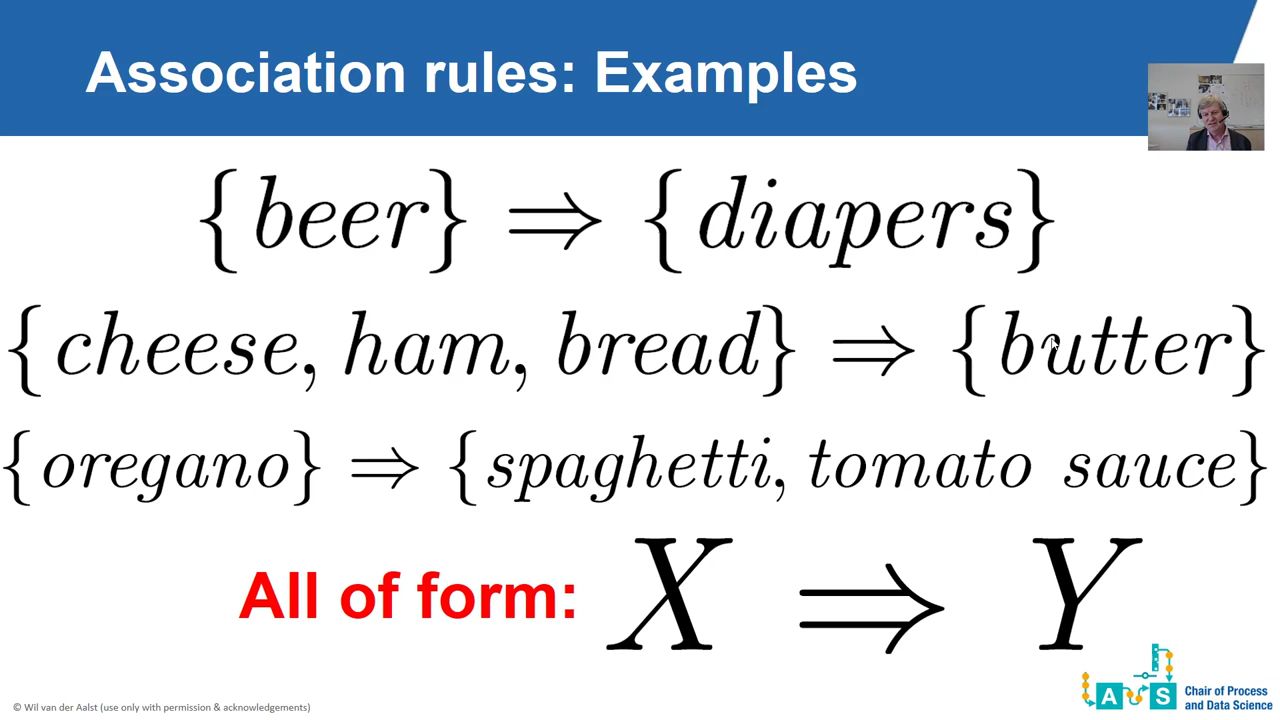 Association rules: Examples
{beer} ⇒ {diapers}
{cheese, ham, bread} ⇒ {butter}
{oregano} ⇒ {spaghetti, tomato sauce}
All of form: X ⇒ Y
© Wil van der Aalst (use only with permission & acknowledgements)
A S
Chair of Process
and Data Science